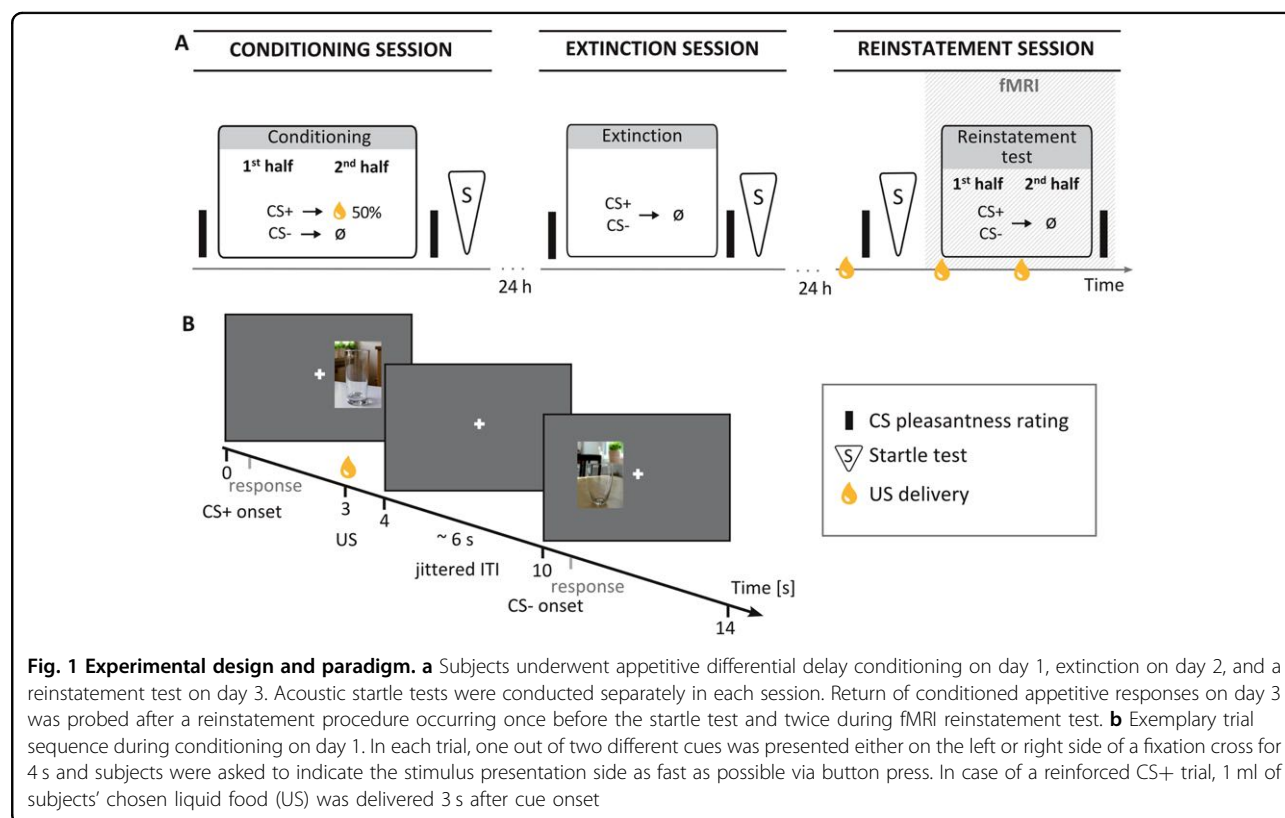 A
CONDITIONING SESSION
EXTINCTION SESSION
REINSTATEMENT SESSION
fMRI
Conditioning
1st half 2nd half
CS+ → 50%
CS- → Ø
S
Extinction
CS+
CS-
→ Ø
S
S
Reinstatement
test
1st half 2nd half
CS+
CS-
→ Ø
24 h
24 h
Time
B
0
response
CS+ onset
3
US
4
~ 6 s
jittered ITI
10
response
CS- onset
Time [s]
14
CS pleasantness rating
S Startle test
US delivery
Fig. 1 Experimental design and paradigm. a Subjects underwent appetitive differential delay conditioning on day 1, extinction on day 2, and a
reinstatement test on day 3. Acoustic startle tests were conducted separately in each session. Return of conditioned appetitive responses on day 3
was probed after a reinstatement procedure occurring once before the startle test and twice during fMRI reinstatement test. b Exemplary trial
sequence during conditioning on day 1. In each trial, one out of two different cues was presented either on the left or right side of a fixation cross for
4 s and subjects were asked to indicate the stimulus presentation side as fast as possible via button press. In case of a reinforced CS+ trial, 1 ml of
subjects' chosen liquid food (US) was delivered 3 s after cue onset